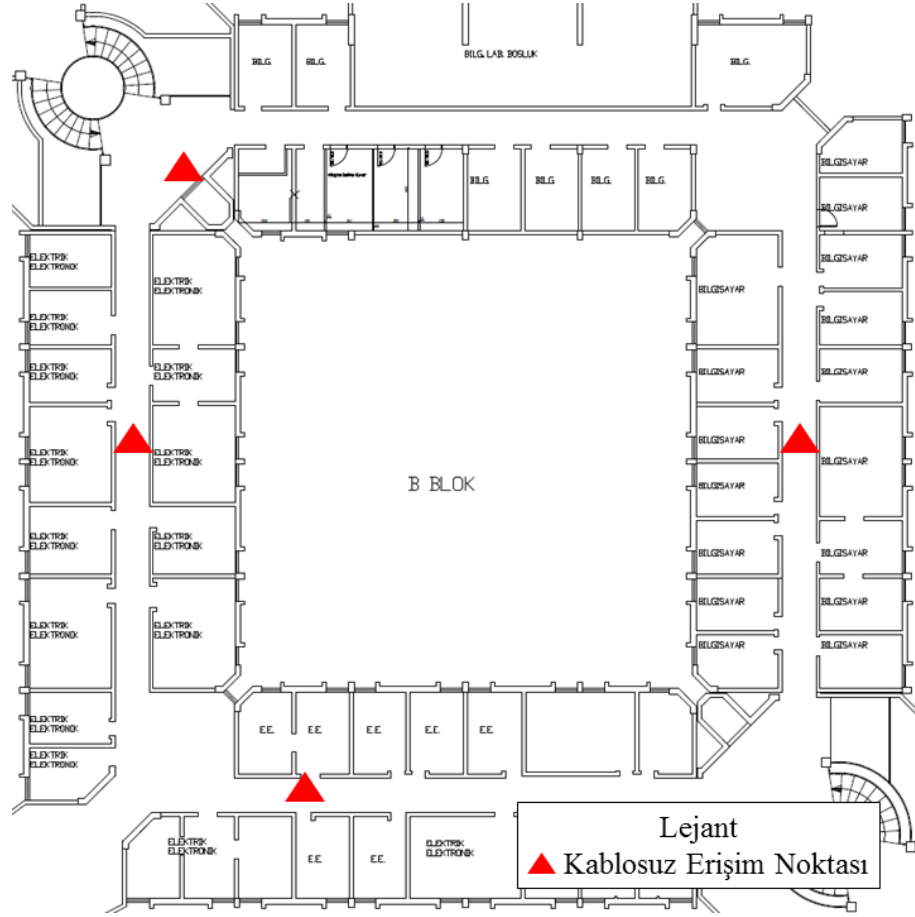 BILG.
BILG.
BILG. LAB. BOSLUK
BILG.
BILG.
BILG.
BILG.
BILG.
BILGISAYAR
BILGISAYAR
BILGISAYAR
BILGISAYAR
BILGISAYAR
BILGISAYAR
BILGISAYAR
BILGISAYAR
BILGISAYAR
ELEKTRIK
ELEKTRONIK
ELEKTRIK
ELEKTRONIK
ELEKTRIK
ELEKTRONIK
ELEKTRIK
ELEKTRONIK
ELEKTRIK
ELEKTRONIK
ELEKTRIK
ELEKTRONIK
ELEKTRIK
ELEKTRONIK
ELEKTRIK
ELEKTRONIK
ELEKTRIK
ELEKTRONIK
ELEKTRIK
ELEKTRONIK
ELEKTRIK
ELEKTRONIK
ELEKTRIK
ELEKTRONIK
ELEKTRIK
ELEKTRONIK
B BLOK
BILGISAYAR
BILGISAYAR
BILGISAYAR
BILGISAYAR
BILGISAYAR
BILGISAYAR
BILGISAYAR
E.E.
E.E.
E.E.
E.E.
E.E.
ELEKTRIK
ELEKTRONIK
E.E.
E.E.
ELEKTRIK
ELEKTRONIK
Lejant
Kablosuz Erişim Noktası